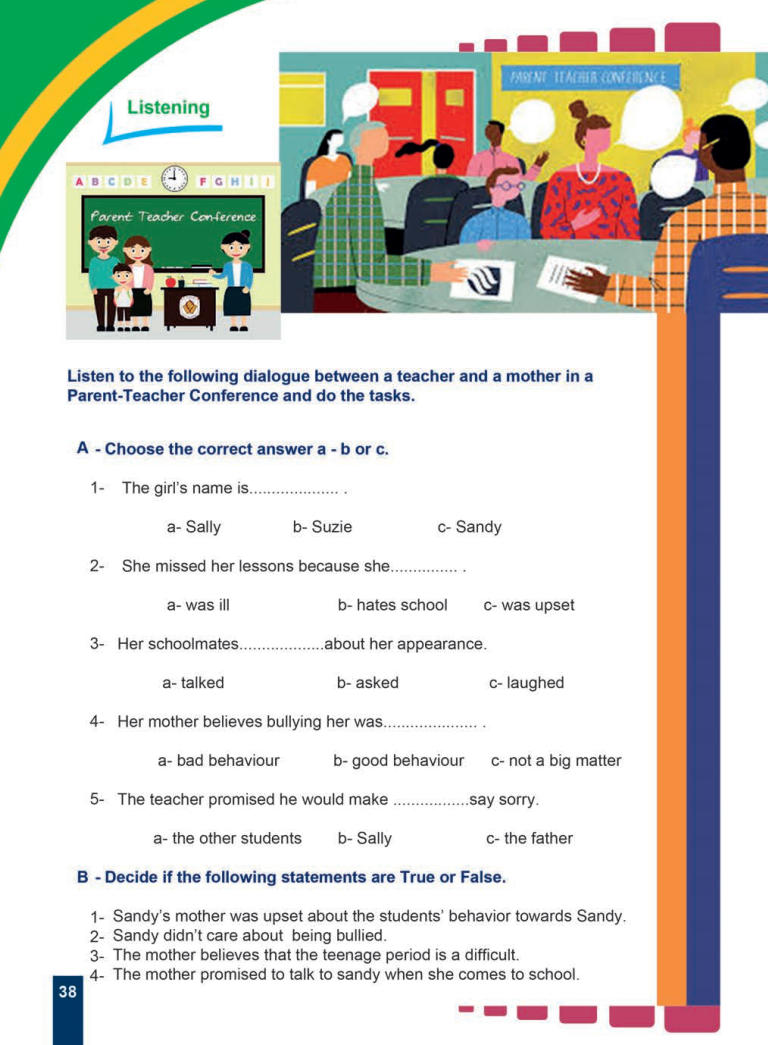 Listening
PARENT TEACHER CONFERENCE
A B C D E F G H I J
Parent Teacher Conference
Listen to the following dialogue between a teacher and a mother in a
Parent-Teacher Conference and do the tasks.
A - Choose the correct answer a - b or c.
1- The girl's name is.................... .
a- Sally b- Suzie c- Sandy
2- She missed her lessons because she............... .
a- was ill b- hates school c- was upset
3- Her schoolmates...................about her appearance.
a- talked b- asked c- laughed
4- Her mother believes bullying her was..................... .
a- bad behaviour b- good behaviour c- not a big matter
5- The teacher promised he would make .................say sorry.
a- the other students b- Sally c- the father
B - Decide if the following statements are True or False.
1- Sandy's mother was upset about the students' behavior towards Sandy.
2- Sandy didn't care about being bullied.
3- The mother believes that the teenage period is a difficult.
4- The mother promised to talk to sandy when she comes to school.
38